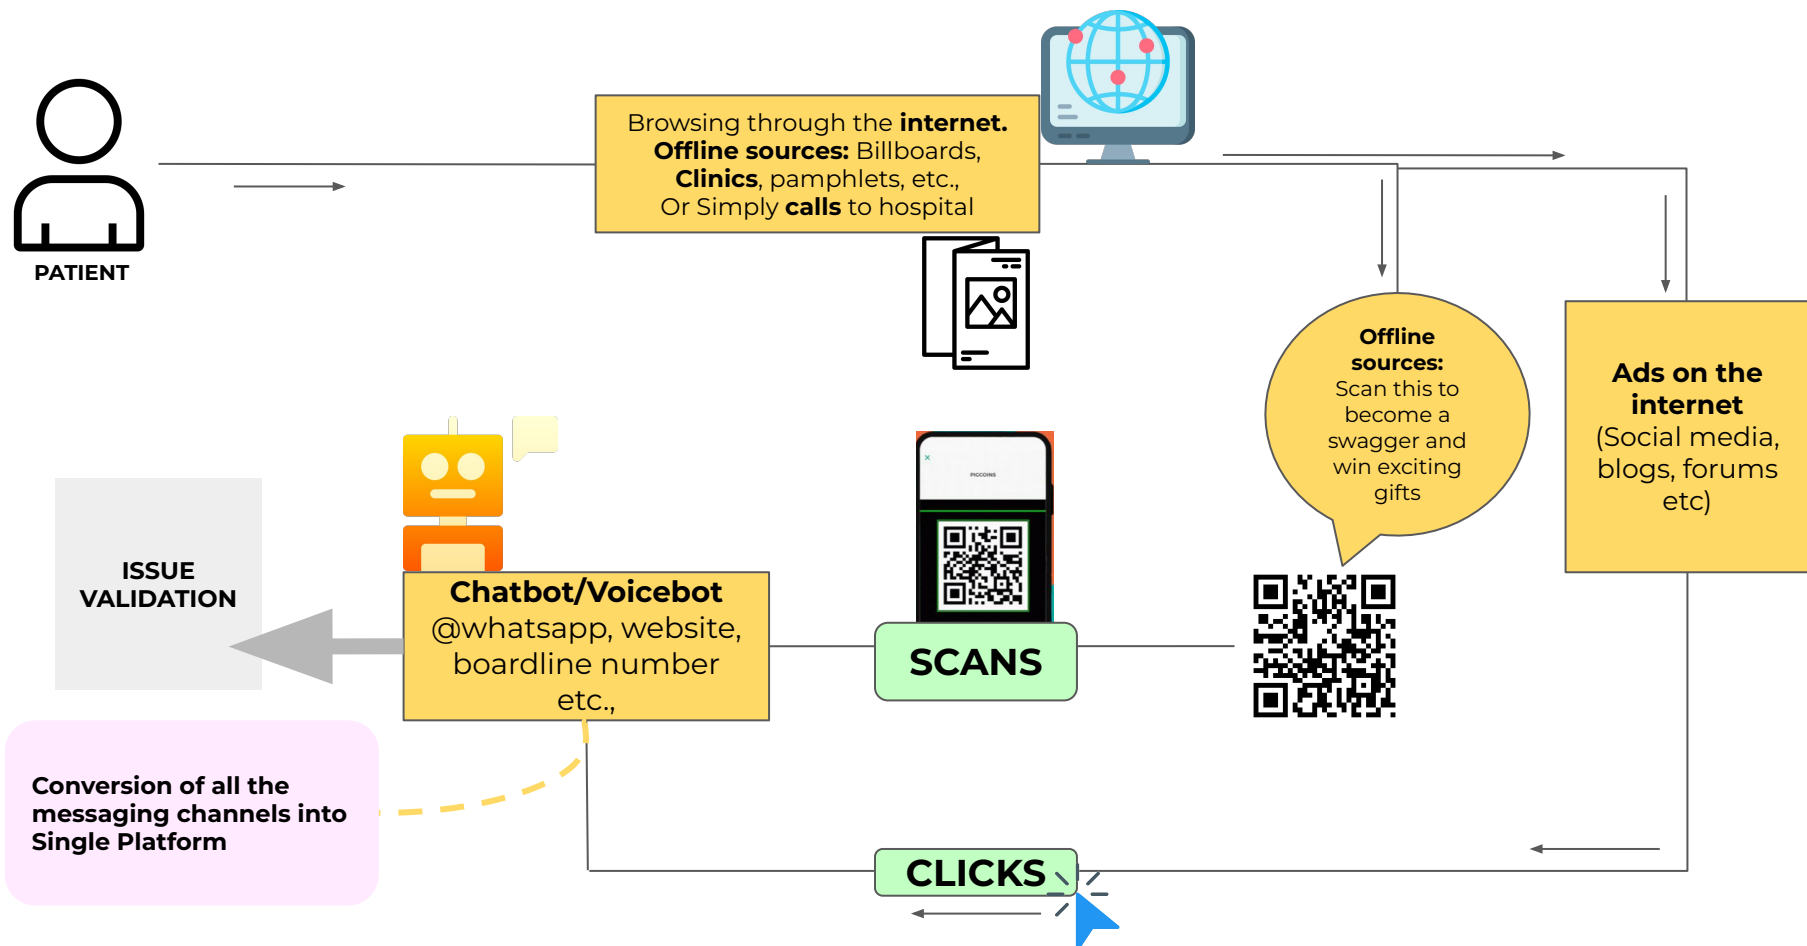 PATIENT
Browsing through the internet.
Offline sources: Billboards,
Clinics, pamphlets, etc.,
Or Simply calls to hospital
Offline
sources:
Scan this to
become a
swagger and
win exciting
gifts
Ads on the
internet
(Social media,
blogs, forums
etc)
PICCOINS
SCANS
Chatbot/Voicebot
@whatsapp, website,
boardline number
etc.,
ISSUE
VALIDATION
Conversion of all the
messaging channels into
Single Platform
CLICKS